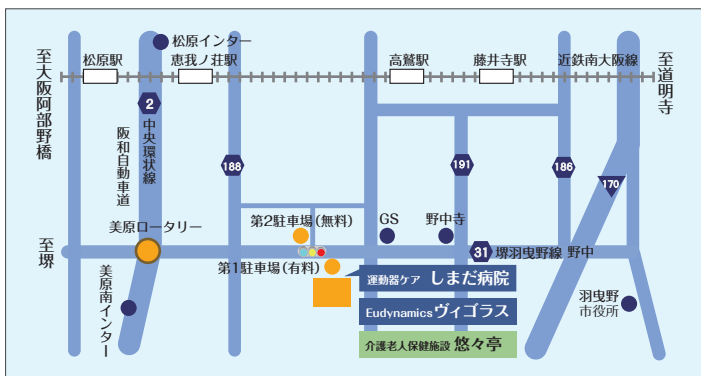 松原インター
松原駅
恵我ノ荘駅
高鷲駅
藤井寺駅
近鉄南大阪線
至大阪阿部野橋
至道明寺
2
中央環状線
阪和自動車道
188
191
186
170
美原ロータリー
第2駐車場(無料)
GS
野中寺
至堺
31
堺羽曳野線
野中
第1駐車場(有料)
美原南インター
運動器ケア しまだ病院
Eudynamics ヴィゴラス
介護老人保健施設 悠々亭
羽曳野
市役所